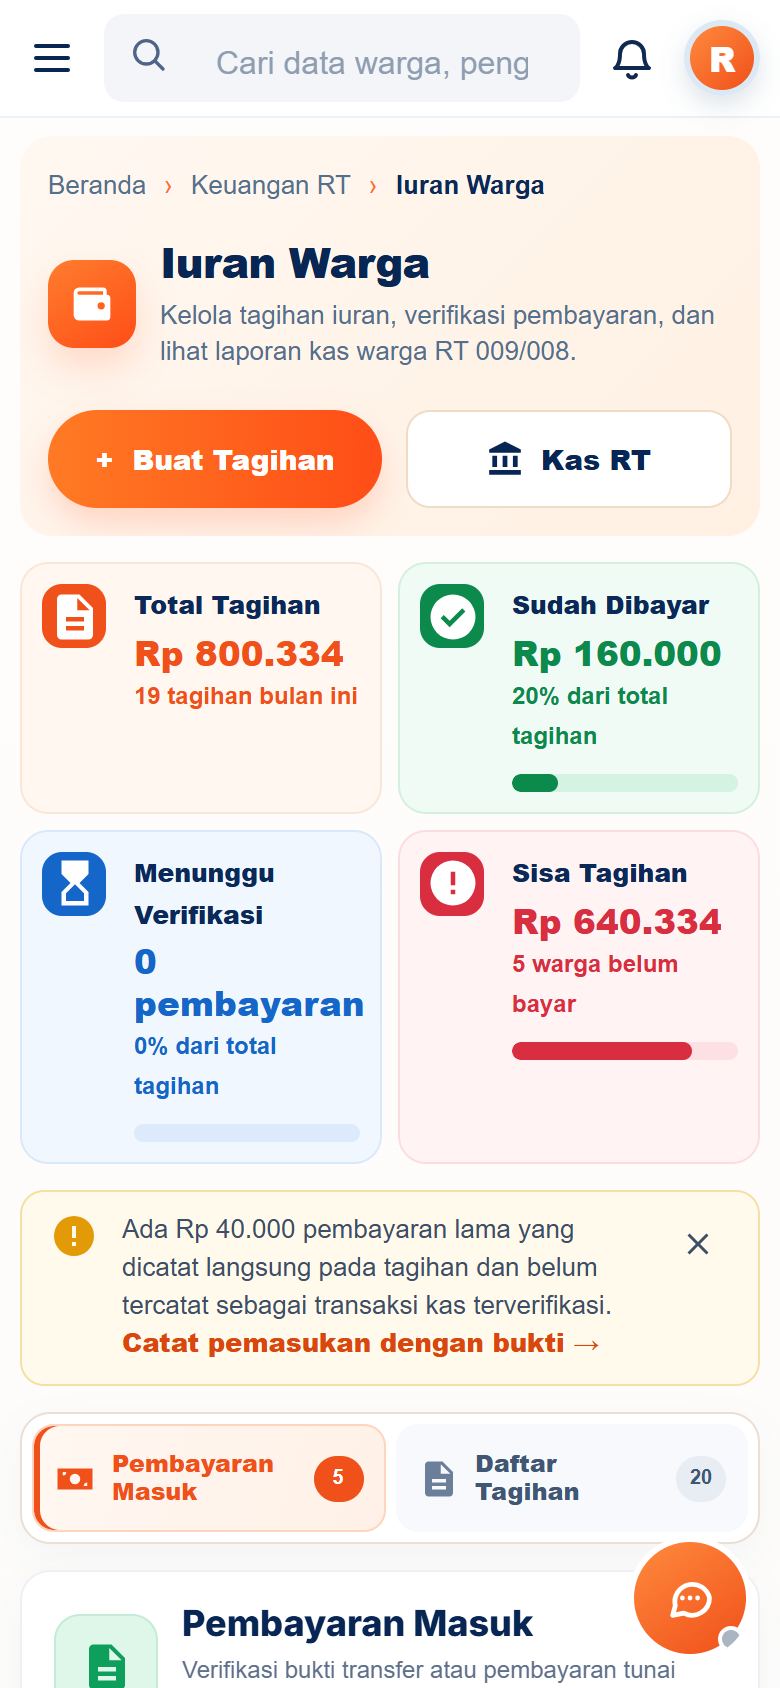 Cari data warga, peng
R
Beranda › Keuangan RT › Iuran Warga
Iuran Warga
Kelola tagihan iuran, verifikasi pembayaran, dan
lihat laporan kas warga RT 009/008.
+ Buat Tagihan
Kas RT
Total Tagihan
Rp 800.334
19 tagihan bulan ini
Sudah Dibayar
Rp 160.000
20% dari total
tagihan
Menunggu
Verifikasi
0
pembayaran
0% dari total
tagihan
Sisa Tagihan
Rp 640.334
5 warga belum
bayar
Ada Rp 40.000 pembayaran lama yang
dicatat langsung pada tagihan dan belum
tercatat sebagai transaksi kas terverifikasi.
Catat pemasukan dengan bukti →
Pembayaran
Masuk
5
Daftar
Tagihan
20
Pembayaran Masuk
Verifikasi bukti transfer atau pembayaran tunai